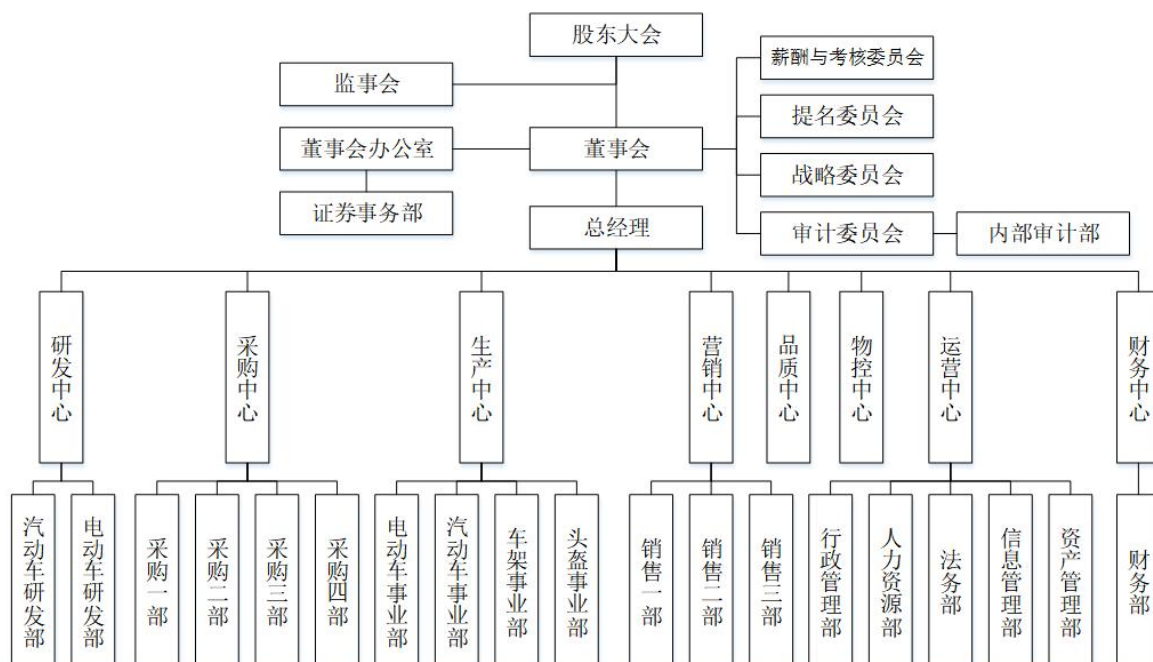 股东大会
监事会
薪酬与考核委员会
提名委员会
董事会办公室
董事会
战略委员会
证券事务部
总经理
审计委员会
内部审计部
研发中心
采购中心
生产中心
营销中心
品质中心
物控中心
运营中心
财务中心
汽动车研发部
电动车研发部
采购一部
采购二部
采购三部
采购四部
电动车事业部
汽动车事业部
车架事业部
头盔事业部
销售一部
销售二部
销售三部
行政管理部
人力资源部
法务部
信息管理部
资产管理部
财务部